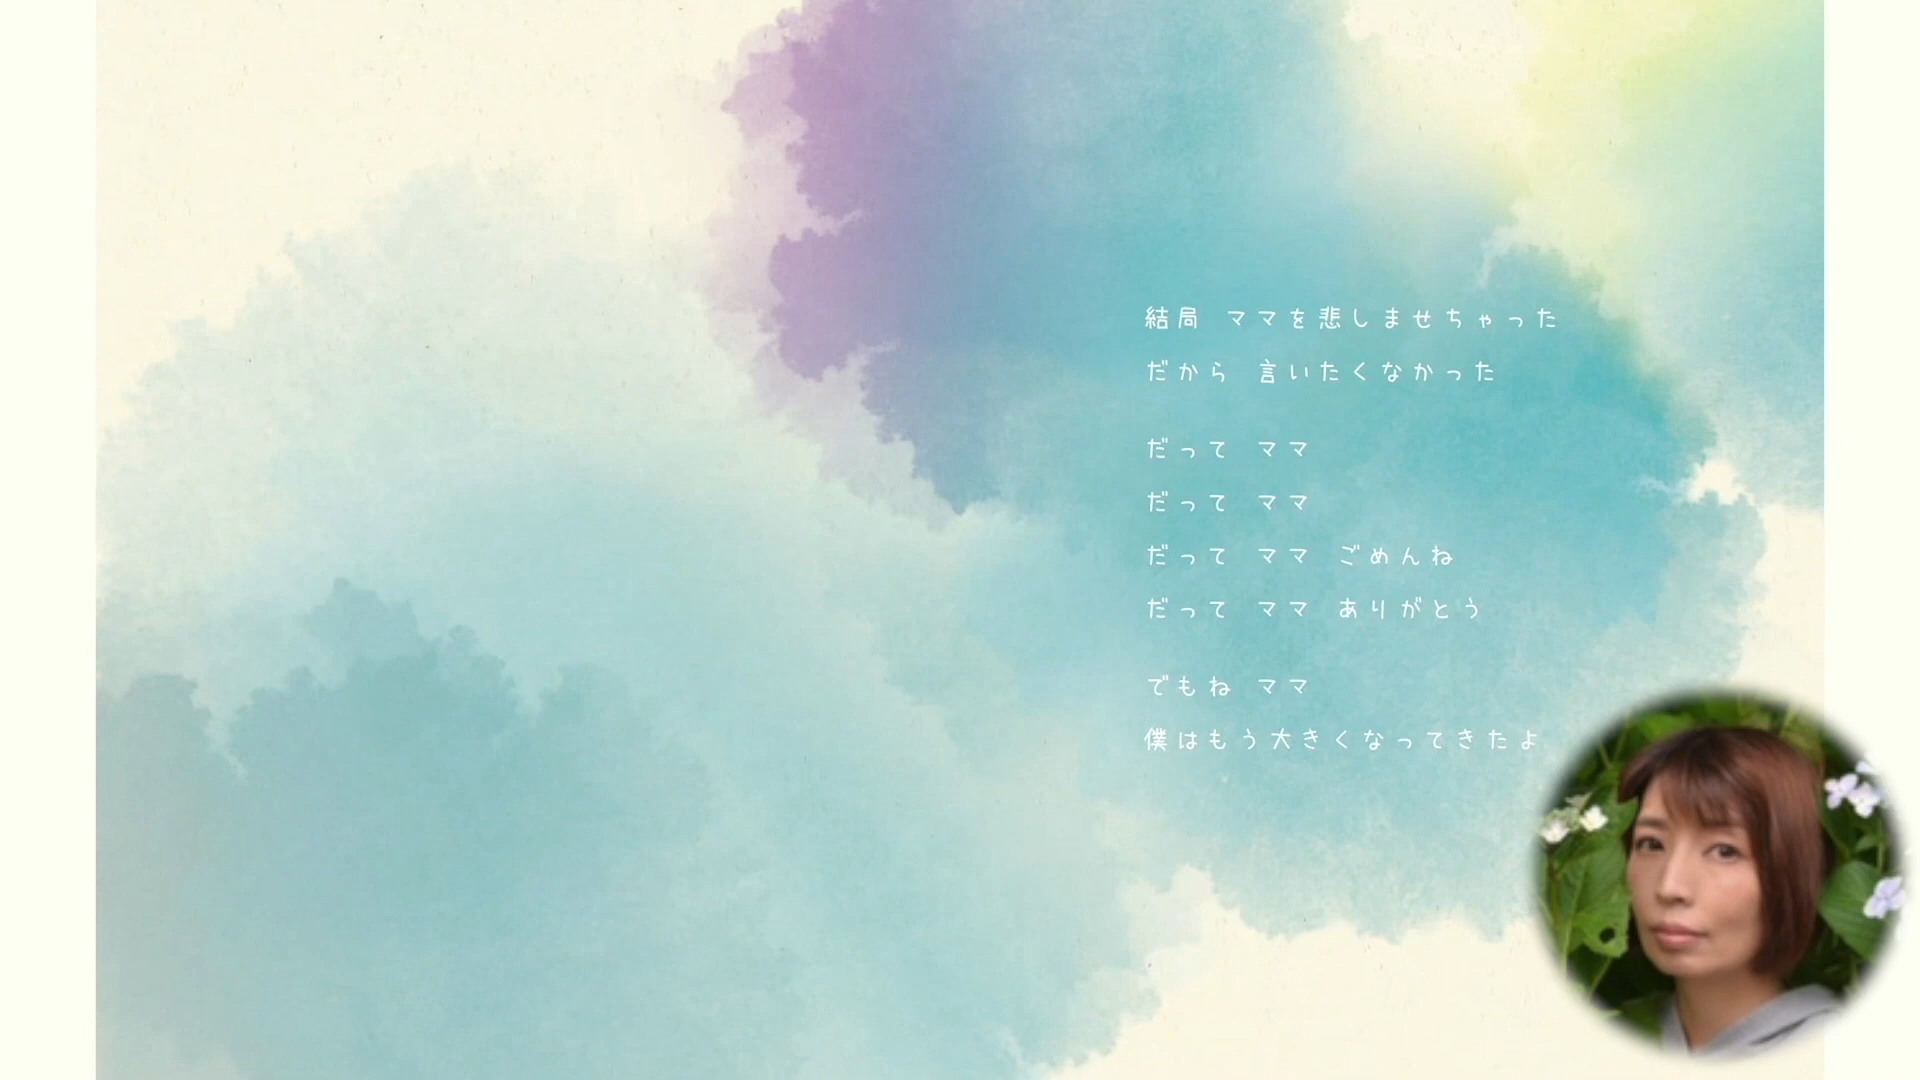 結局 ママを悲しませちゃった
だから 言いたくなかった
だって ママ
だって ママ
だって ママ ごめんね
だって ママ ありがとう
でもね ママ
僕はもう大きくなってきたよ